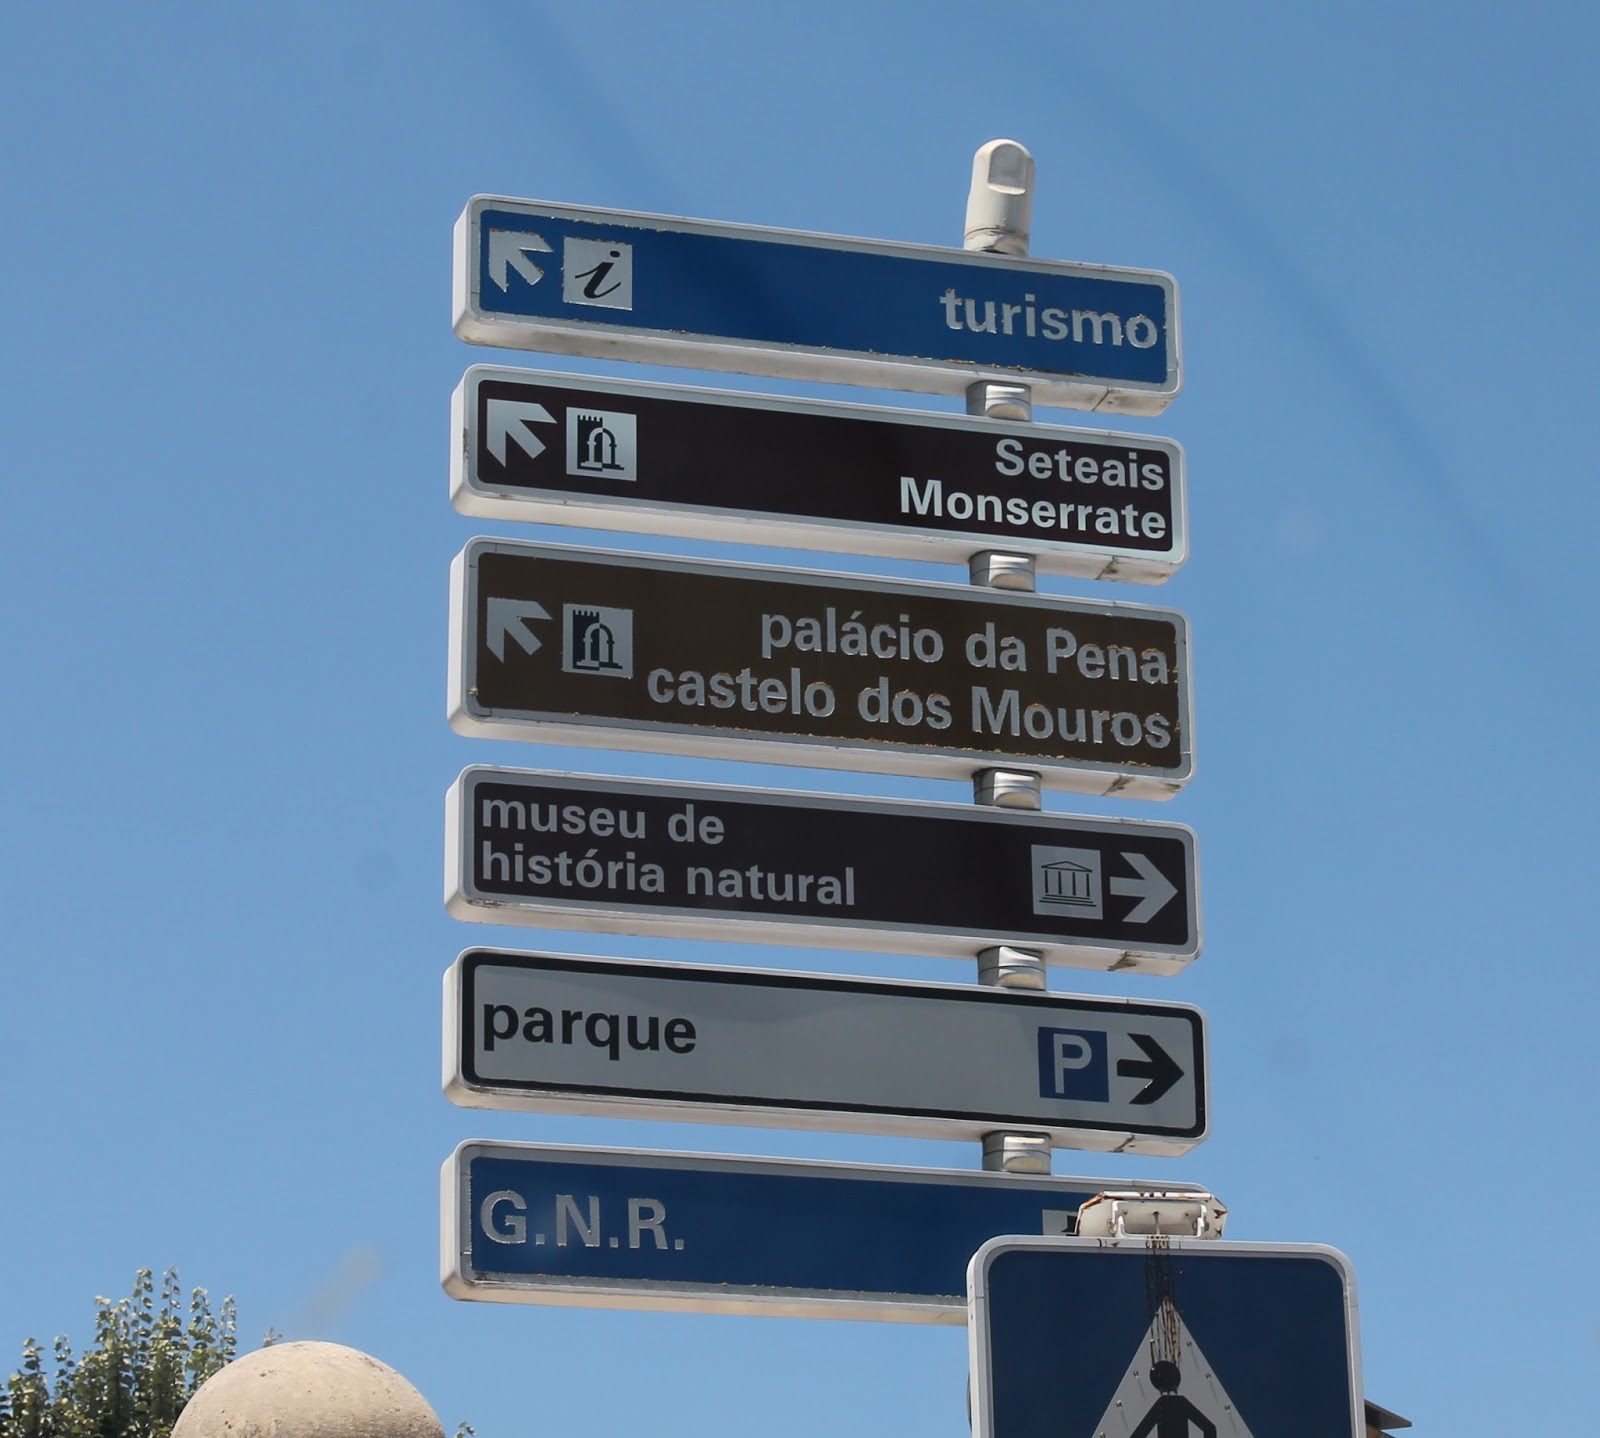 i
turismo
Seteais
Monserrate
palácio da Pena
castelo dos Mouros
museu de
história natural
parque
P
G.N.R.